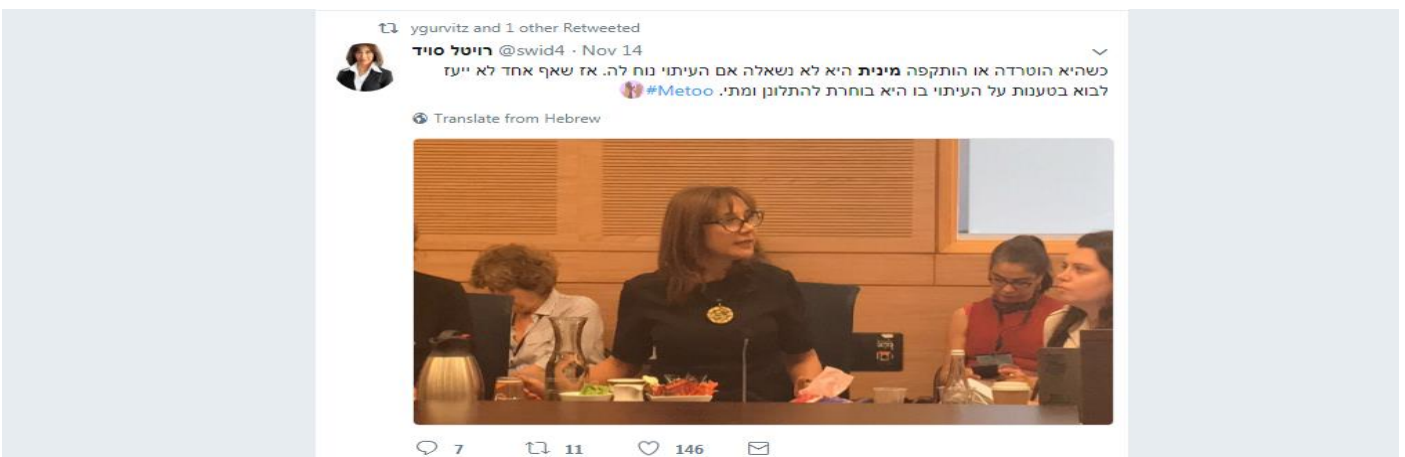 ygurvitz and 1 other Retweeted
רויטל סויד @swid4 · Nov 14
כשהיא הוטרדה או הותקפה מינית היא לא נשאלה אם העיתוי נוח לה. אז שאף אחד לא ייעז
לבוא בטענות על העיתוי בו היא בוחרת להתלונן ומתי. #Metoo
Translate from Hebrew
7 11 146